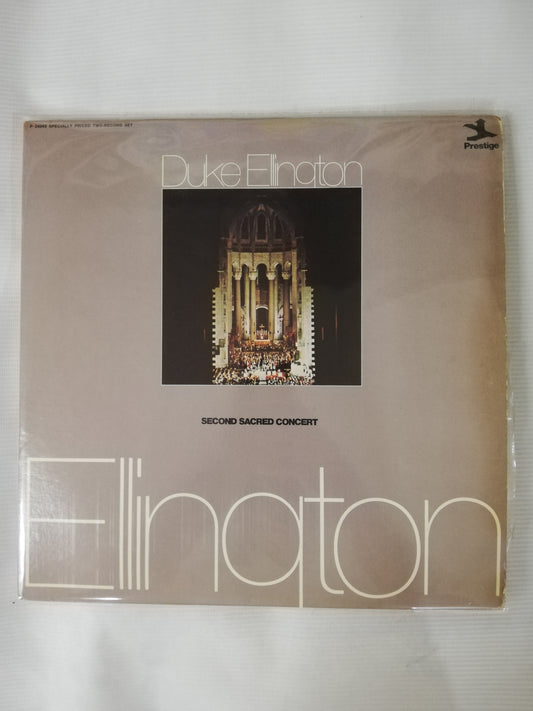 P-24045 SPECIALLY PRICED TWO-RECORD SET
Prestige
Duke Ellington
SECOND SACRED CONCERT
Ellington